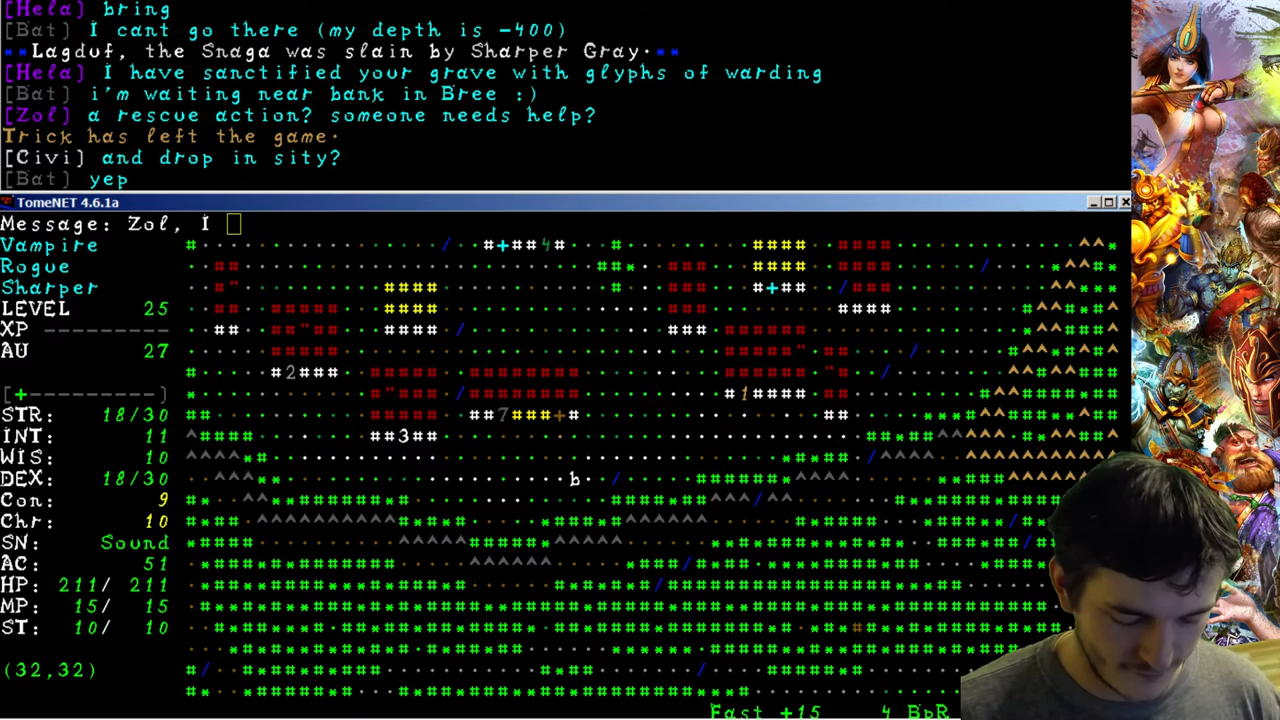 [Hela] bring
[Bat] I cant go there (my depth is -400)
**Lagduf, the Snaga was slain by Sharper Gray.**
[Hela] I have sanctified your grave with glyphs of warding
[Bat] i'm waiting near bank in Bree :)
[Zol] a rescue action? someone needs help?
Trick has left the game.
[Civi] and drop in sity?
[Bat] yep
TomeNET 4.6.1a
Message: Zol, I
Vampire
Rogue
Sharper
LEVEL 25
XP ---------
AU 27
[+---------]
STR: 18/30
INT: 11
WIS: 10
DEX: 18/30
Con: 9
Chr: 10
SN: Sound
AC: 51
HP: 211/ 211
MP: 15/ 15
ST: 10/ 10
(32,32)
Fast +15 4 BpR